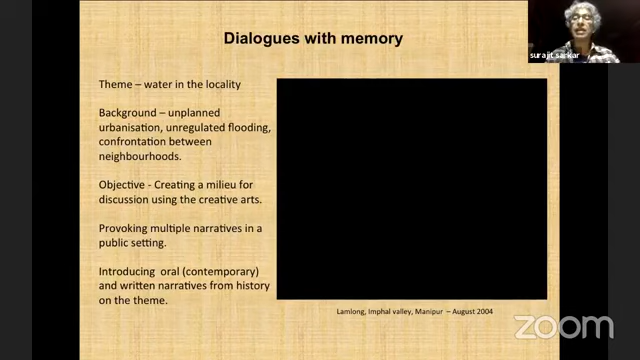 Dialogues with memory
surajit sarkar
Theme – water in the locality
Background – unplanned
urbanisation, unregulated flooding,
confrontation between
neighbourhoods.
Objective - Creating a milieu for
discussion using the creative arts.
Provoking multiple narratives in a
public setting.
Introducing oral (contemporary)
and written narratives from history
on the theme.
Lamlong, Imphal valley, Manipur – August 2004
zoom